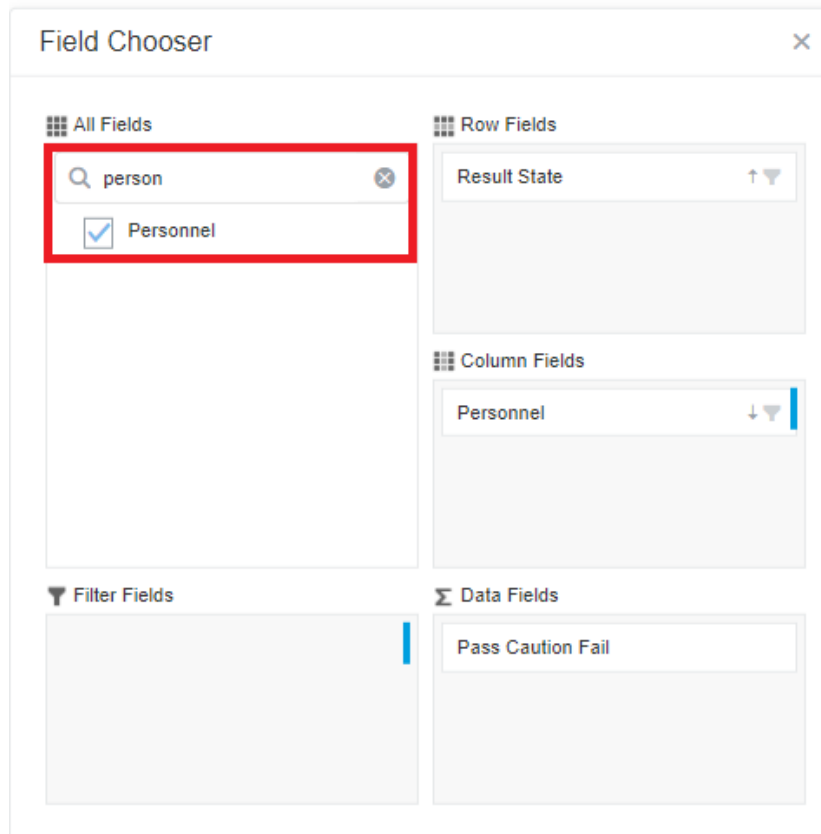 Field Chooser
All Fields
person
Personnel
Row Fields
Result State
Column Fields
Personnel
Filter Fields
Data Fields
Pass Caution Fail